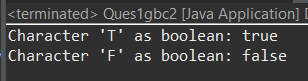 <terminated> Ques1gbc2 [Java Application]
Character 'T' as boolean: true
Character 'F' as boolean: false